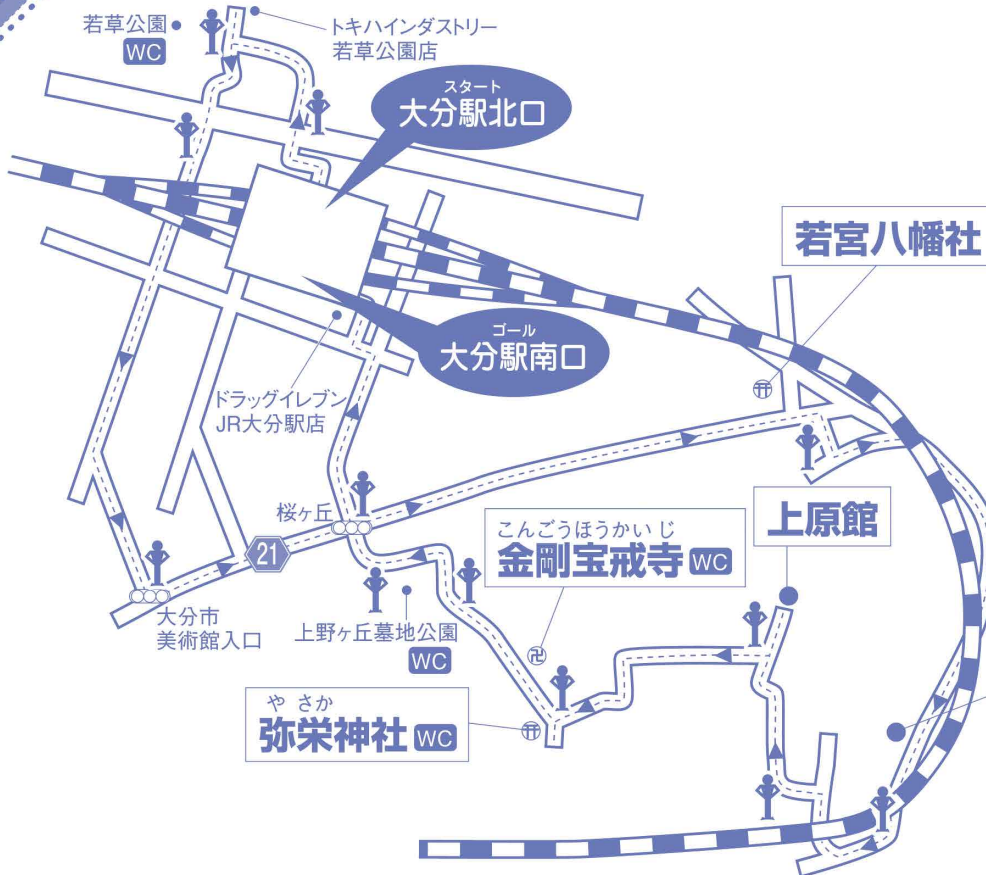 若草公園
WC
トキハインダストリー
若草公園店
スタート
大分駅北口
若宮八幡社
ゴール
大分駅南口
ドラッグイレブン
JR大分駅店
桜ヶ丘
21
こんごうほうかいじ
金剛宝戒寺 WC
上原館
大分市
美術館入口
上野ヶ丘墓地公園
WC
やさか
弥栄神社 WC